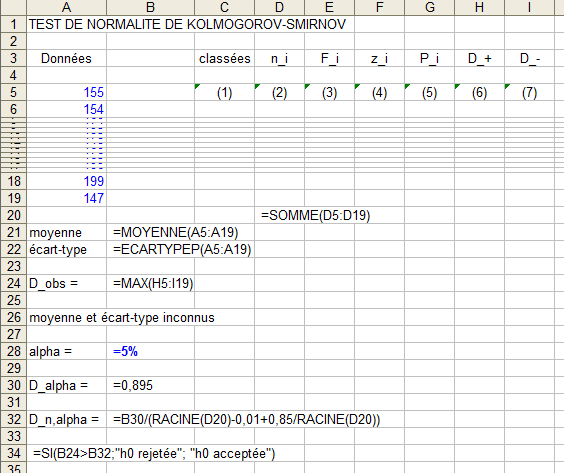 A B C D E F G H I
1 TEST DE NORMALITE DE KOLMOGOROV-SMIRNOV
2
3 Données classées n_i F_i z_i P_i D_+ D_-
4
5 155 (1) (2) (3) (4) (5) (6) (7)
6 154
18 199
19 147
20 =SOMME(D5:D19)
21 moyenne =MOYENNE(A5:A19)
22 écart-type =ECARTYPEP(A5:A19)
23
24 D_obs = =MAX(H5:I19)
25
26 moyenne et écart-type inconnus
27
28 alpha = =5%
29
30 D_alpha = =0,895
31
32 D_n,alpha = =B30/(RACINE(D20)-0,01+0,85/RACINE(D20))
33
34 =SI(B24>B32;"h0 rejetée"; "h0 acceptée")
35